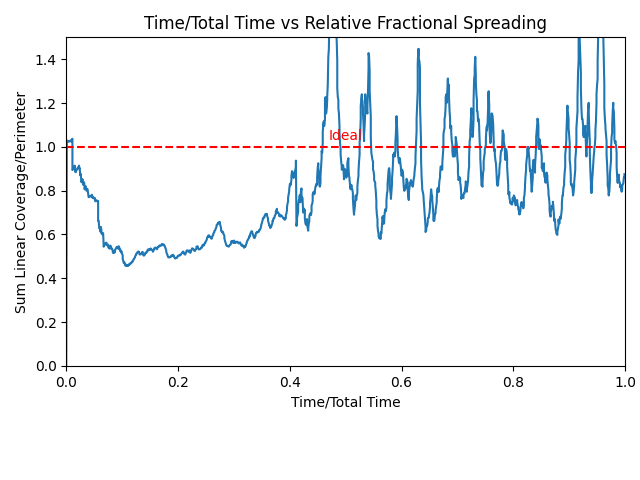 Time/Total Time vs Relative Fractional Spreading
Sum Linear Coverage/Perimeter
1.4
1.2
1.0
0.8
0.6
0.4
0.2
0.0
Ideal
0.0 0.2 0.4 0.6 0.8 1.0
Time/Total Time